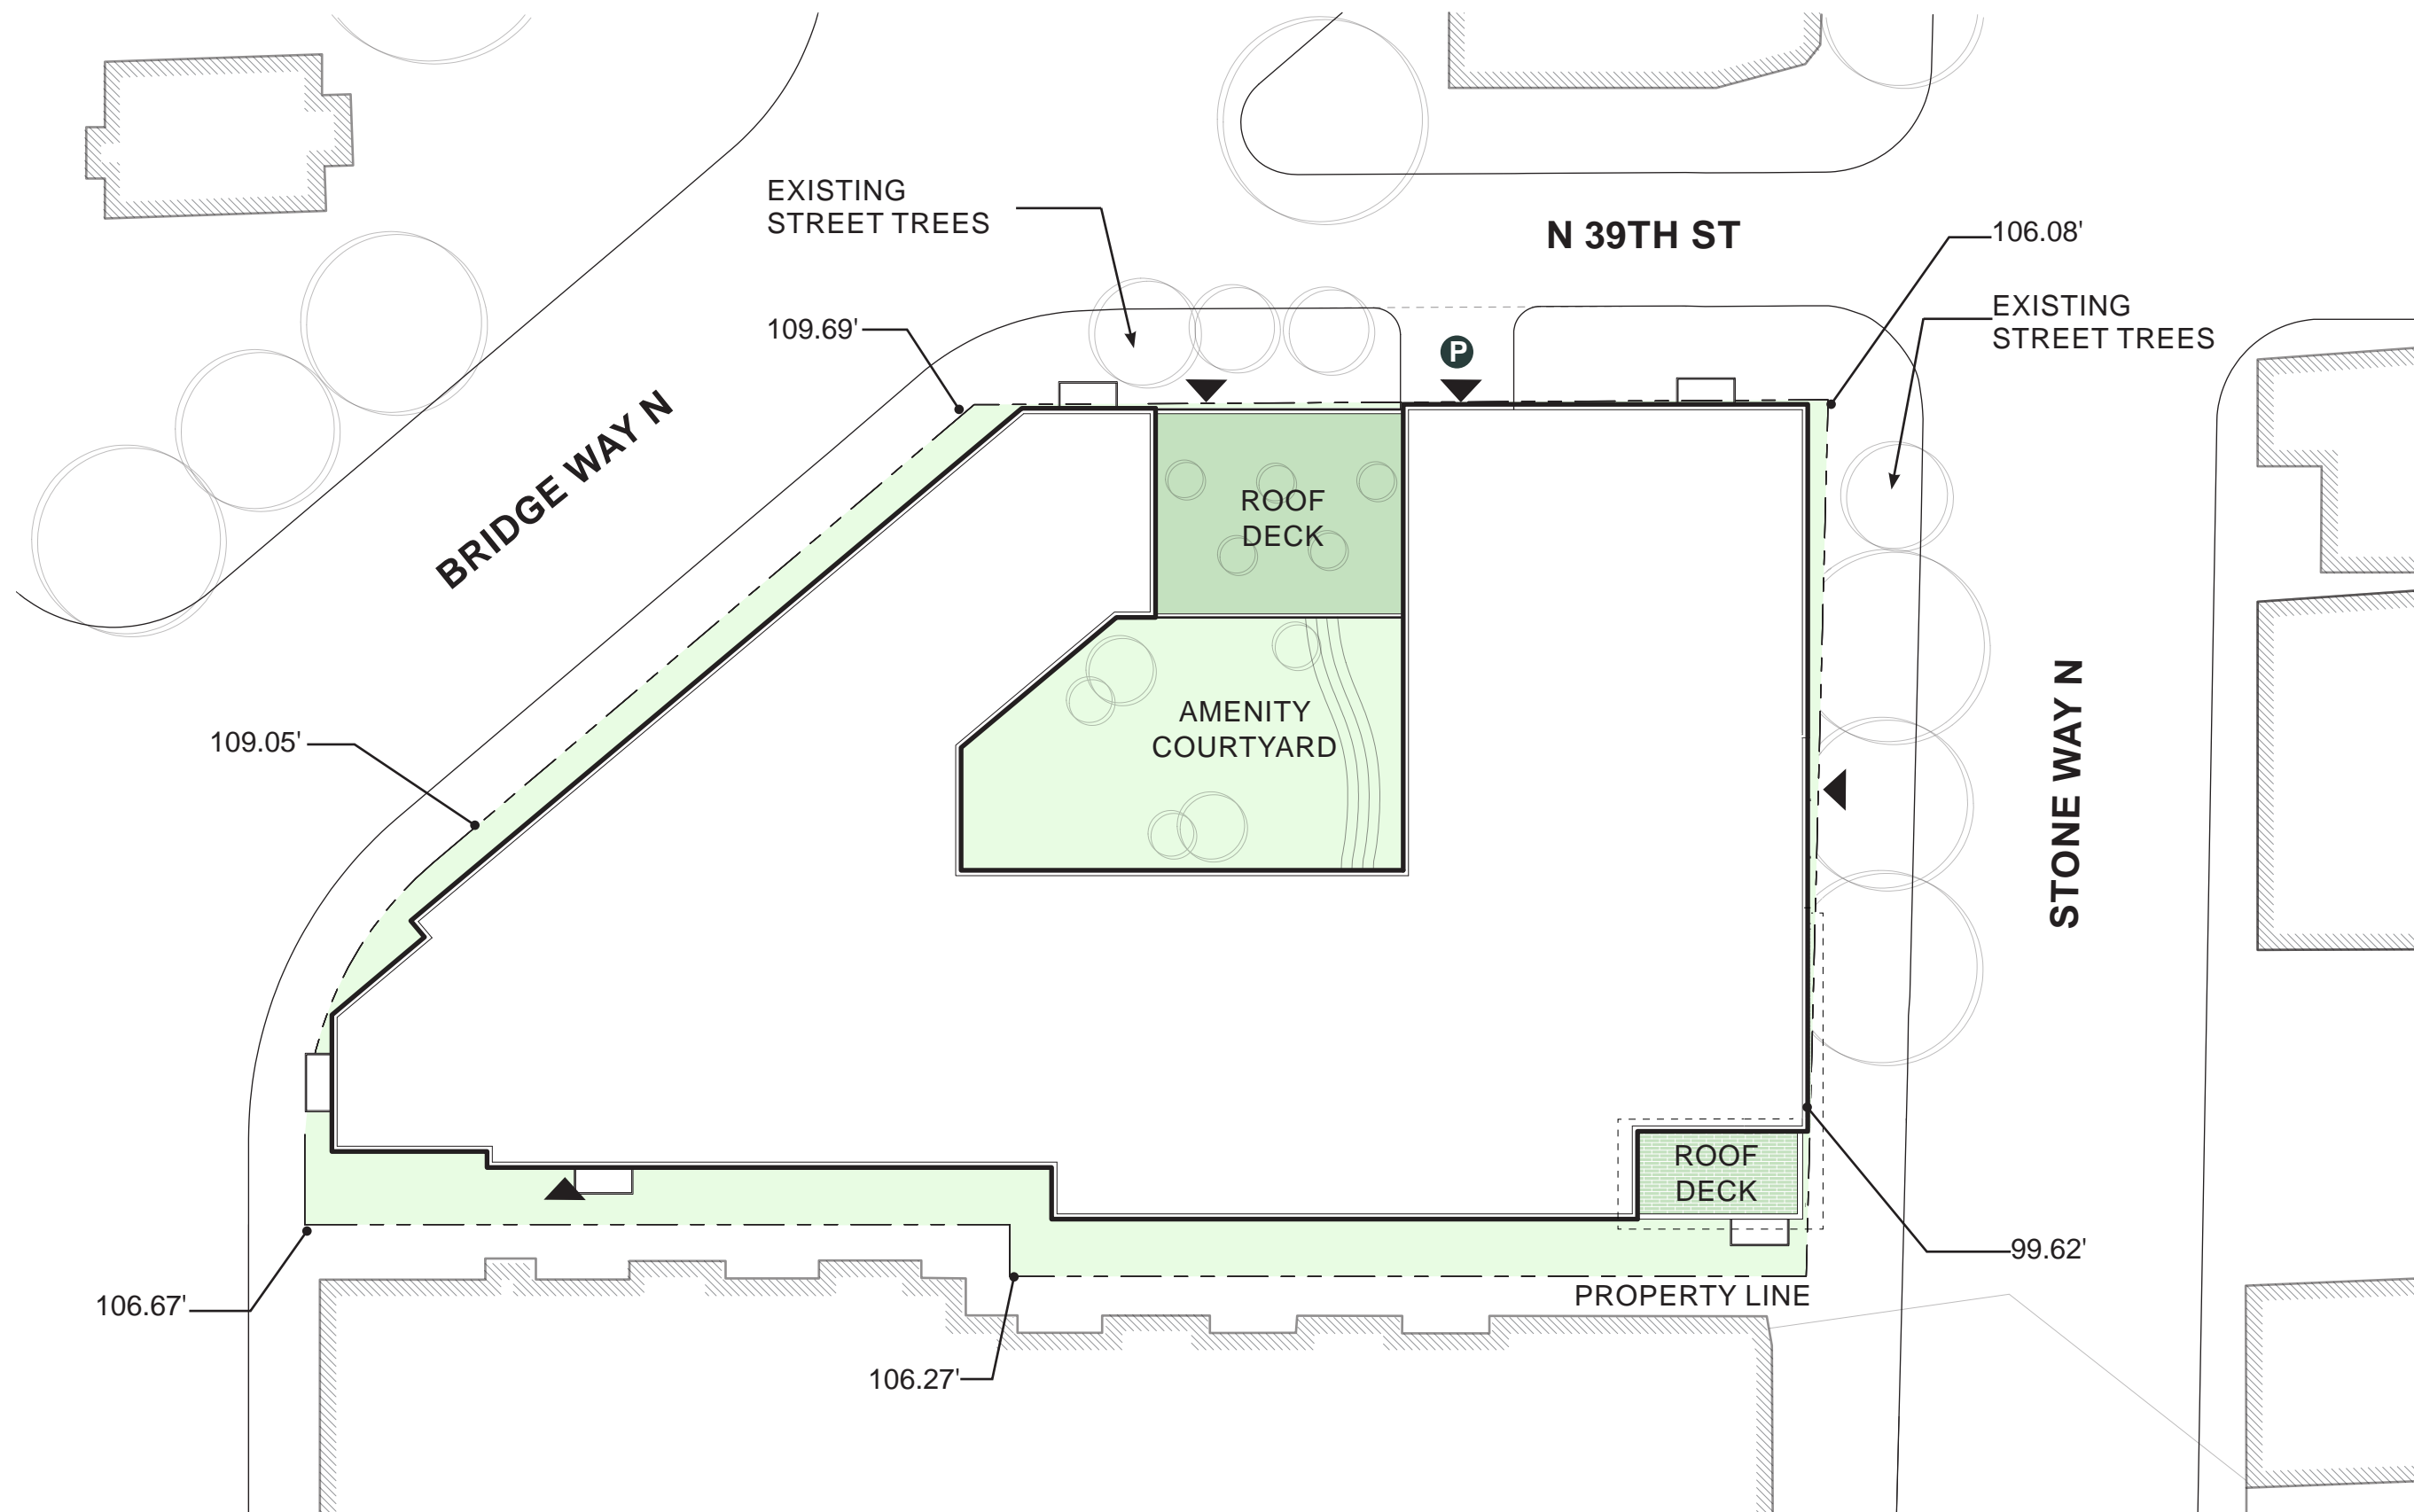 EXISTING
STREET TREES
N 39TH ST
106.08'
EXISTING
STREET TREES
109.69'
P
BRIDGE WAY N
ROOF
DECK
AMENITY
COURTYARD
109.05'
STONE WAY N
ROOF
DECK
99.62'
PROPERTY LINE
106.67'
106.27'